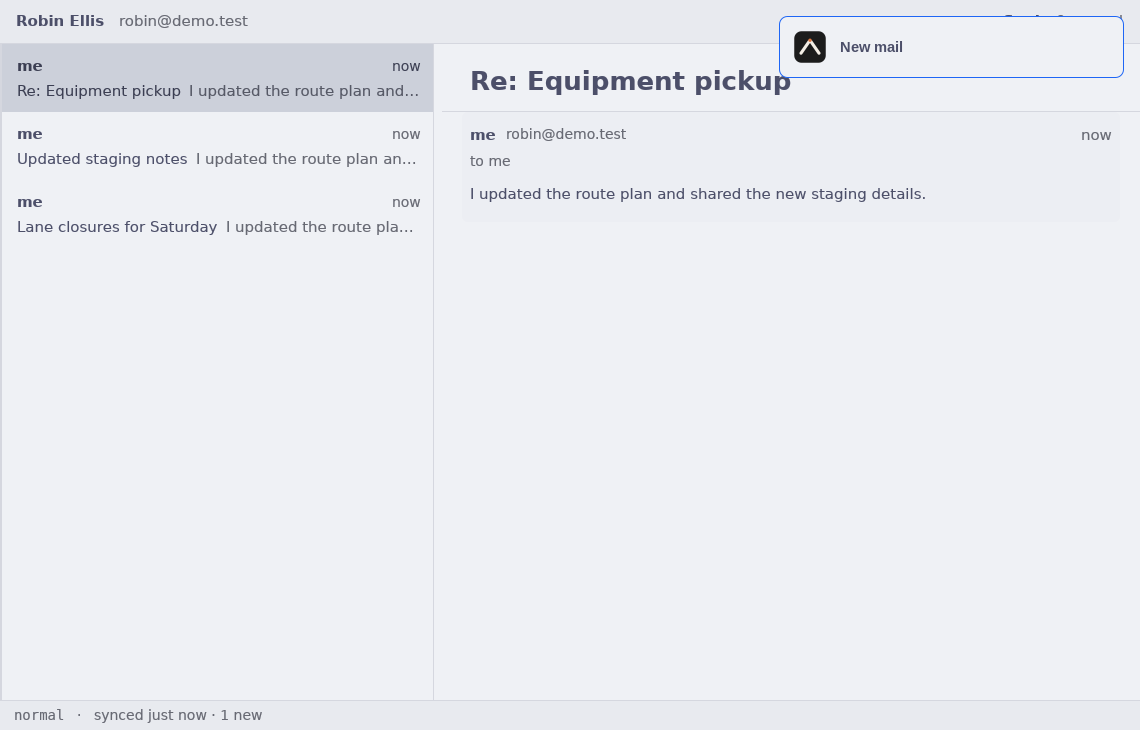 Robin Ellis robin@demo.test
New mail
me now
Re: Equipment pickup I updated the route plan and…
me now
Updated staging notes I updated the route plan an…
me now
Lane closures for Saturday I updated the route pla…
Re: Equipment pickup
me robin@demo.test now
to me
I updated the route plan and shared the new staging details.
normal · synced just now · 1 new